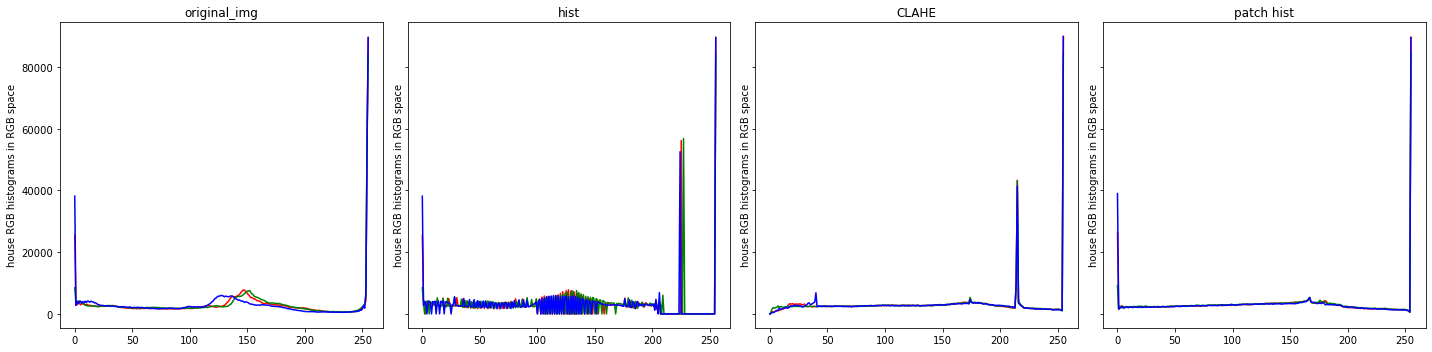 original_img
hist
CLAHE
patch hist
house RGB histograms in RGB space
house RGB histograms in RGB space
house RGB histograms in RGB space
house RGB histograms in RGB space
80000
60000
40000
20000
0
0 50 100 150 200 250
0 50 100 150 200 250
0 50 100 150 200 250
0 50 100 150 200 250